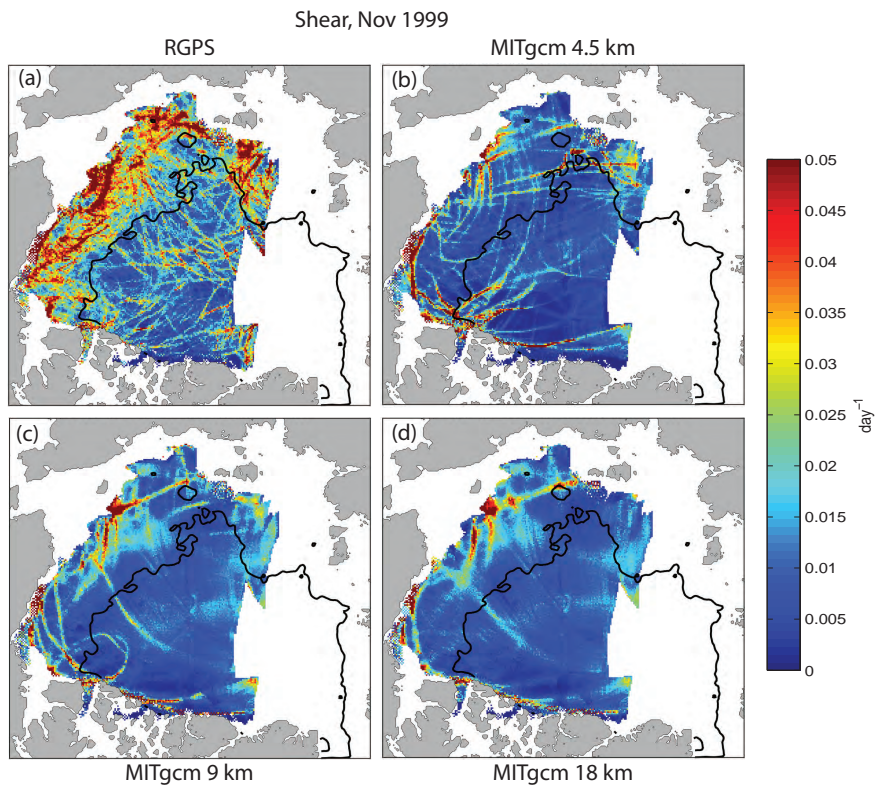 Shear, Nov 1999
RGPS
MITgcm 4.5 km
(a)
(b)
0.05
0.045
0.04
0.035
0.03
0.025
0.02
0.015
0.01
0.005
0
day⁻¹
(c)
(d)
MITgcm 9 km
MITgcm 18 km